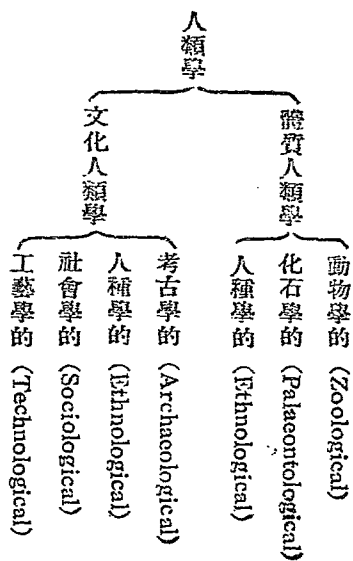 人類學
體質人類學
動物學的 (Zoological)
化石學的 (Palaeontological)
人種學的 (Ethnological)
文化人類學
考古學的 (Archaeological)
人種學的 (Ethnological)
社會學的 (Sociological)
工藝學的 (Technological)